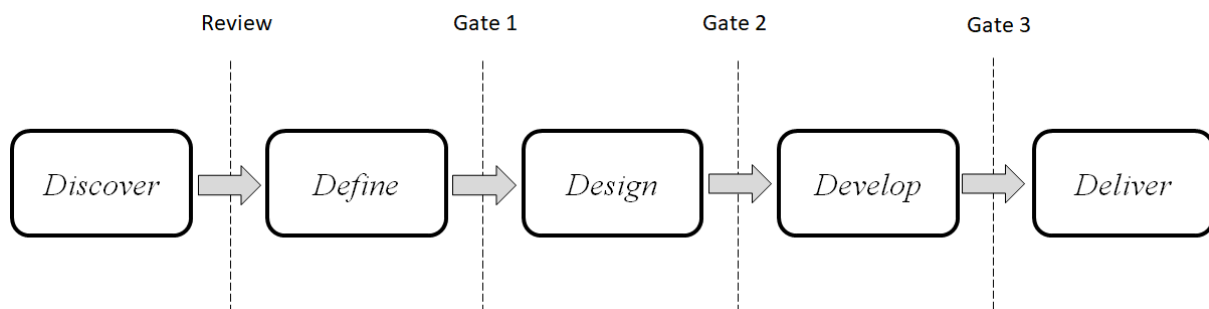 Review
Gate 1
Gate 2
Gate 3
Discover
Define
Design
Develop
Deliver